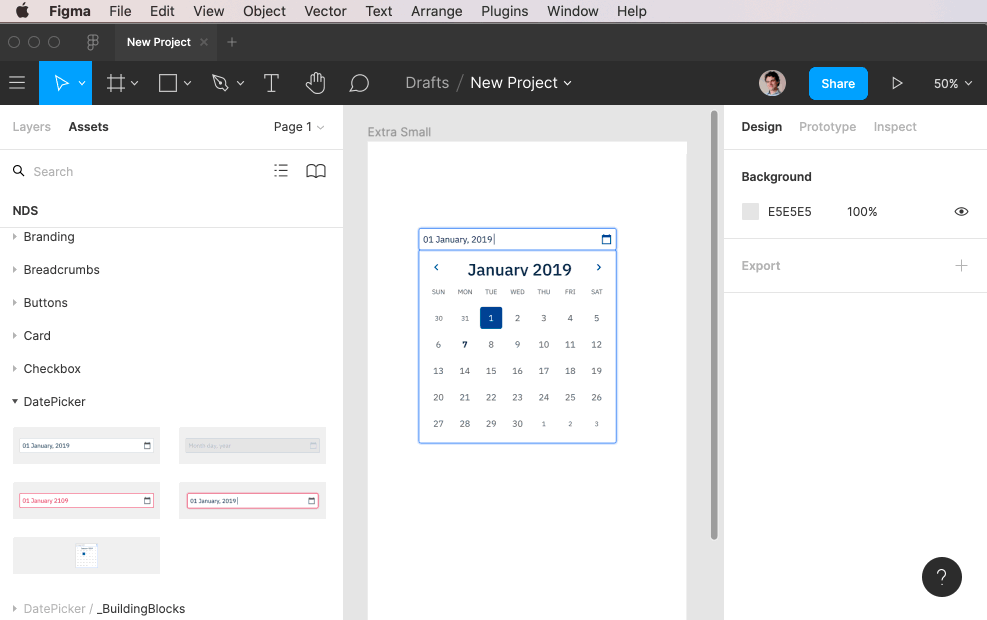 Figma File Edit View Object Vector Text Arrange Plugins Window Help
New Project
Drafts / New Project
Share
50%
Layers Assets Page 1
Search
NDS
Branding
Breadcrumbs
Buttons
Card
Checkbox
DatePicker
01 January, 2019
Month-day, year
01 January 2109
01 January, 2019
DatePicker / _BuildingBlocks
Extra Small
01 January, 2019
January 2019
SUN MON TUE WED THU FRI SAT
30 31 1 2 3 4 5
6 7 8 9 10 11 12
13 14 15 16 17 18 19
20 21 22 23 24 25 26
27 28 29 30 1 2 3
Design Prototype Inspect
Background
E5E5E5 100%
Export
?